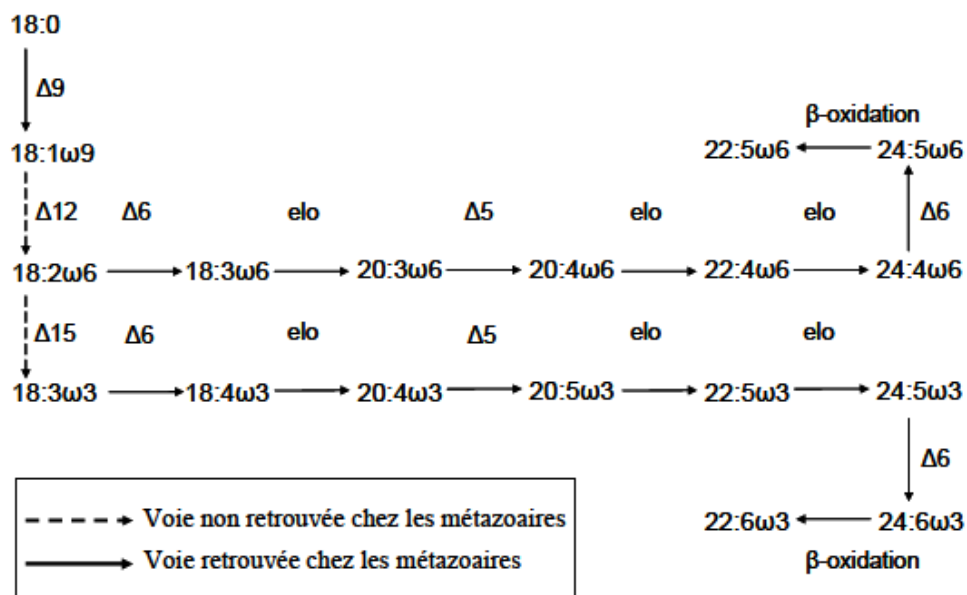 18:0
Δ9
β-oxidation
18:1ω9 22:5ω6 24:5ω6
Δ12 Δ6 elo Δ5 elo elo Δ6
18:2ω6 18:3ω6 20:3ω6 20:4ω6 22:4ω6 24:4ω6
Δ15 Δ6 elo Δ5 elo elo
18:3ω3 18:4ω3 20:4ω3 20:5ω3 22:5ω3 24:5ω3
Δ6
22:6ω3 24:6ω3
β-oxidation
Voie non retrouvée chez les métazoaires
Voie retrouvée chez les métazoaires